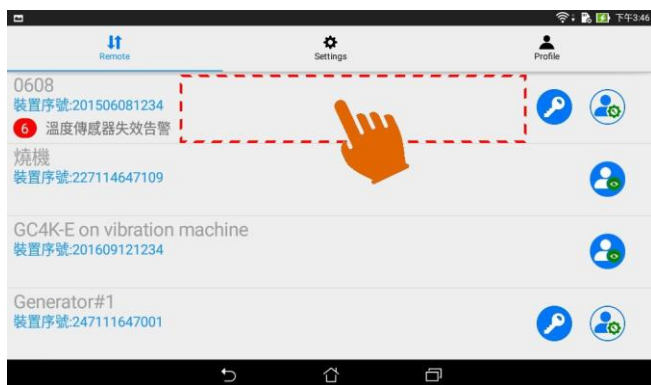 下午3:46
Remote
Settings
Profile
0608
裝置序號:201506081234
6 溫度傳感器失效告警
燒機
裝置序號:227114647109
GC4K-E on vibration machine
裝置序號:201609121234
Generator#1
裝置序號:247111647001